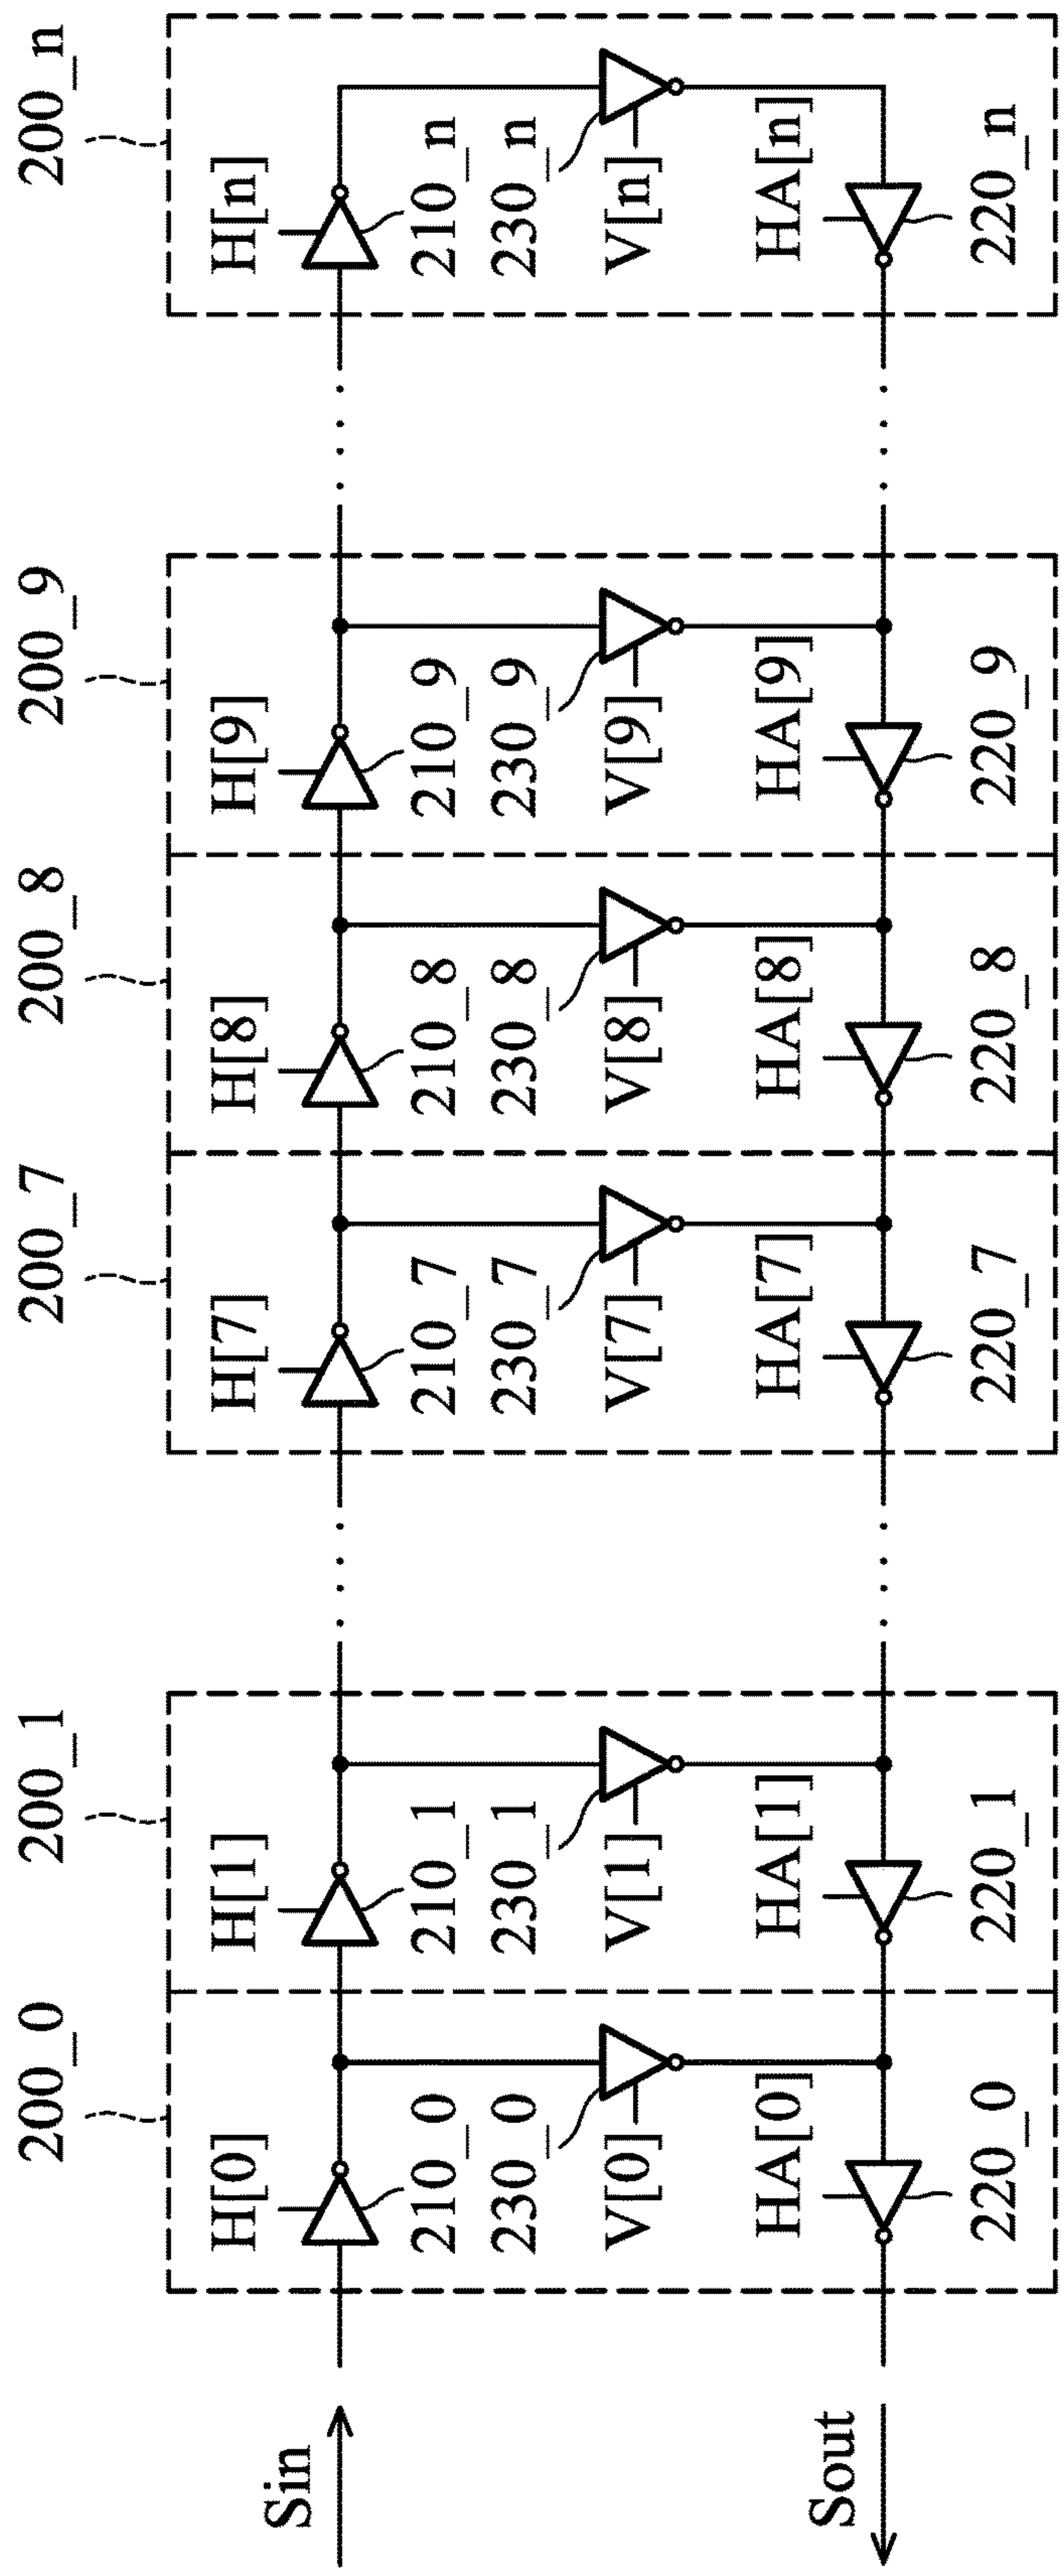 200_0 200_1 200_7 200_8 200_9 200_n
H[0] H[1] H[7] H[8] H[9] H[n]
Sin
210_0 210_1 210_7 210_8 210_9 210_n
230_0 230_1 230_7 230_8 230_9 230_n
V[0] V[1] V[7] V[8] V[9] V[n]
HA[0] HA[1] HA[7] HA[8] HA[9] HA[n]
Sout
220_0 220_1 220_7 220_8 220_9 220_n